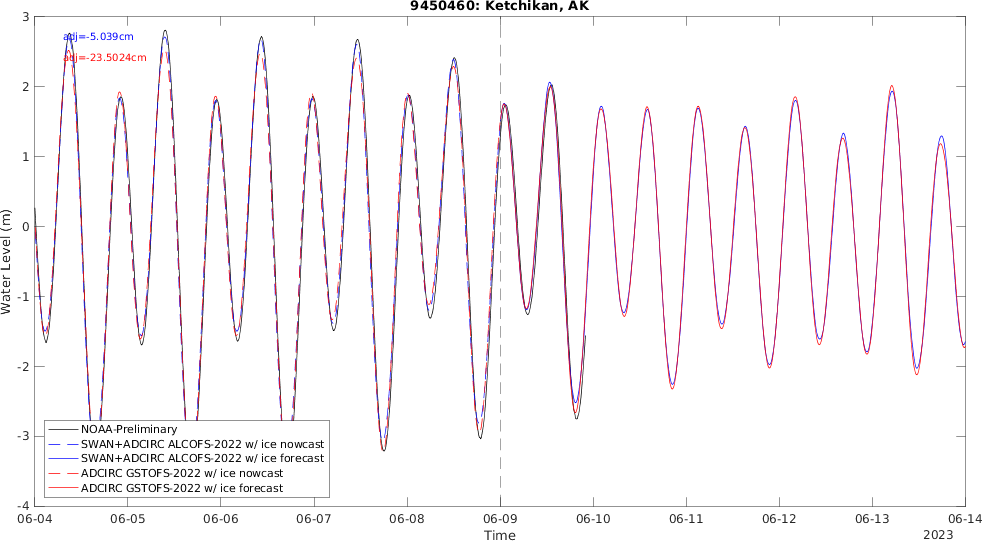 9450460: Ketchikan, AK
adj=-5.039cm
adj=-23.5024cm
3
2
1
0
-1
-2
-3
-4
Water Level (m)
NOAA-Preliminary
SWAN+ADCIRC ALCOFS-2022 w/ ice nowcast
SWAN+ADCIRC ALCOFS-2022 w/ ice forecast
ADCIRC GSTOFS-2022 w/ ice nowcast
ADCIRC GSTOFS-2022 w/ ice forecast
06-04 06-05 06-06 06-07 06-08 06-09 06-10 06-11 06-12 06-13 06-14
Time
2023